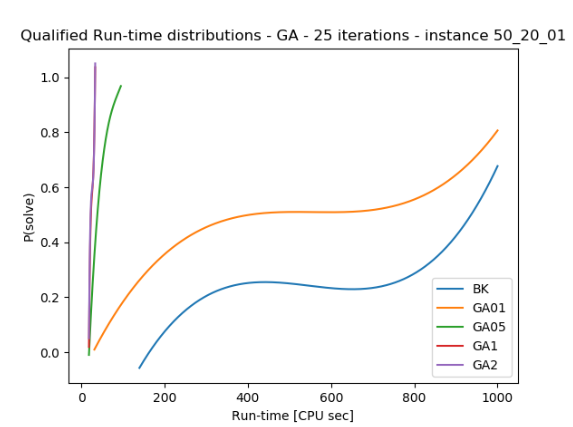 Qualified Run-time distributions - GA - 25 iterations - instance 50_20_01
1.0
0.8
0.6
0.4
0.2
0.0
P(solve)
BK
GA01
GA05
GA1
GA2
0 200 400 600 800 1000
Run-time [CPU sec]